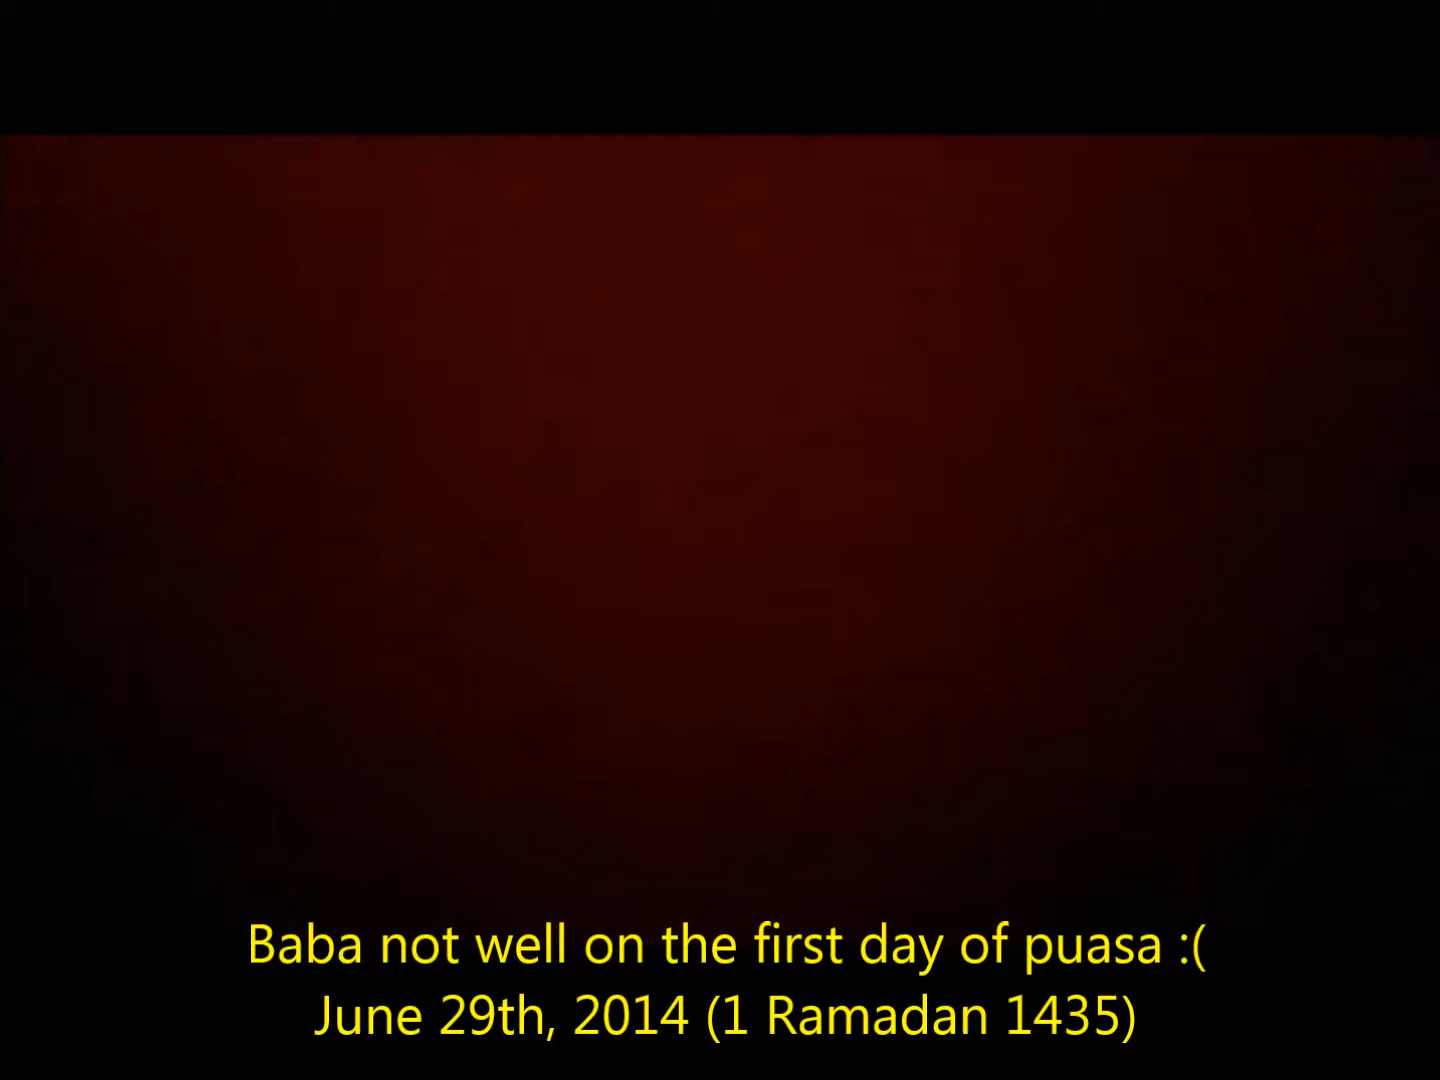 Baba not well on the first day of puasa :(
June 29th, 2014 (1 Ramadan 1435)